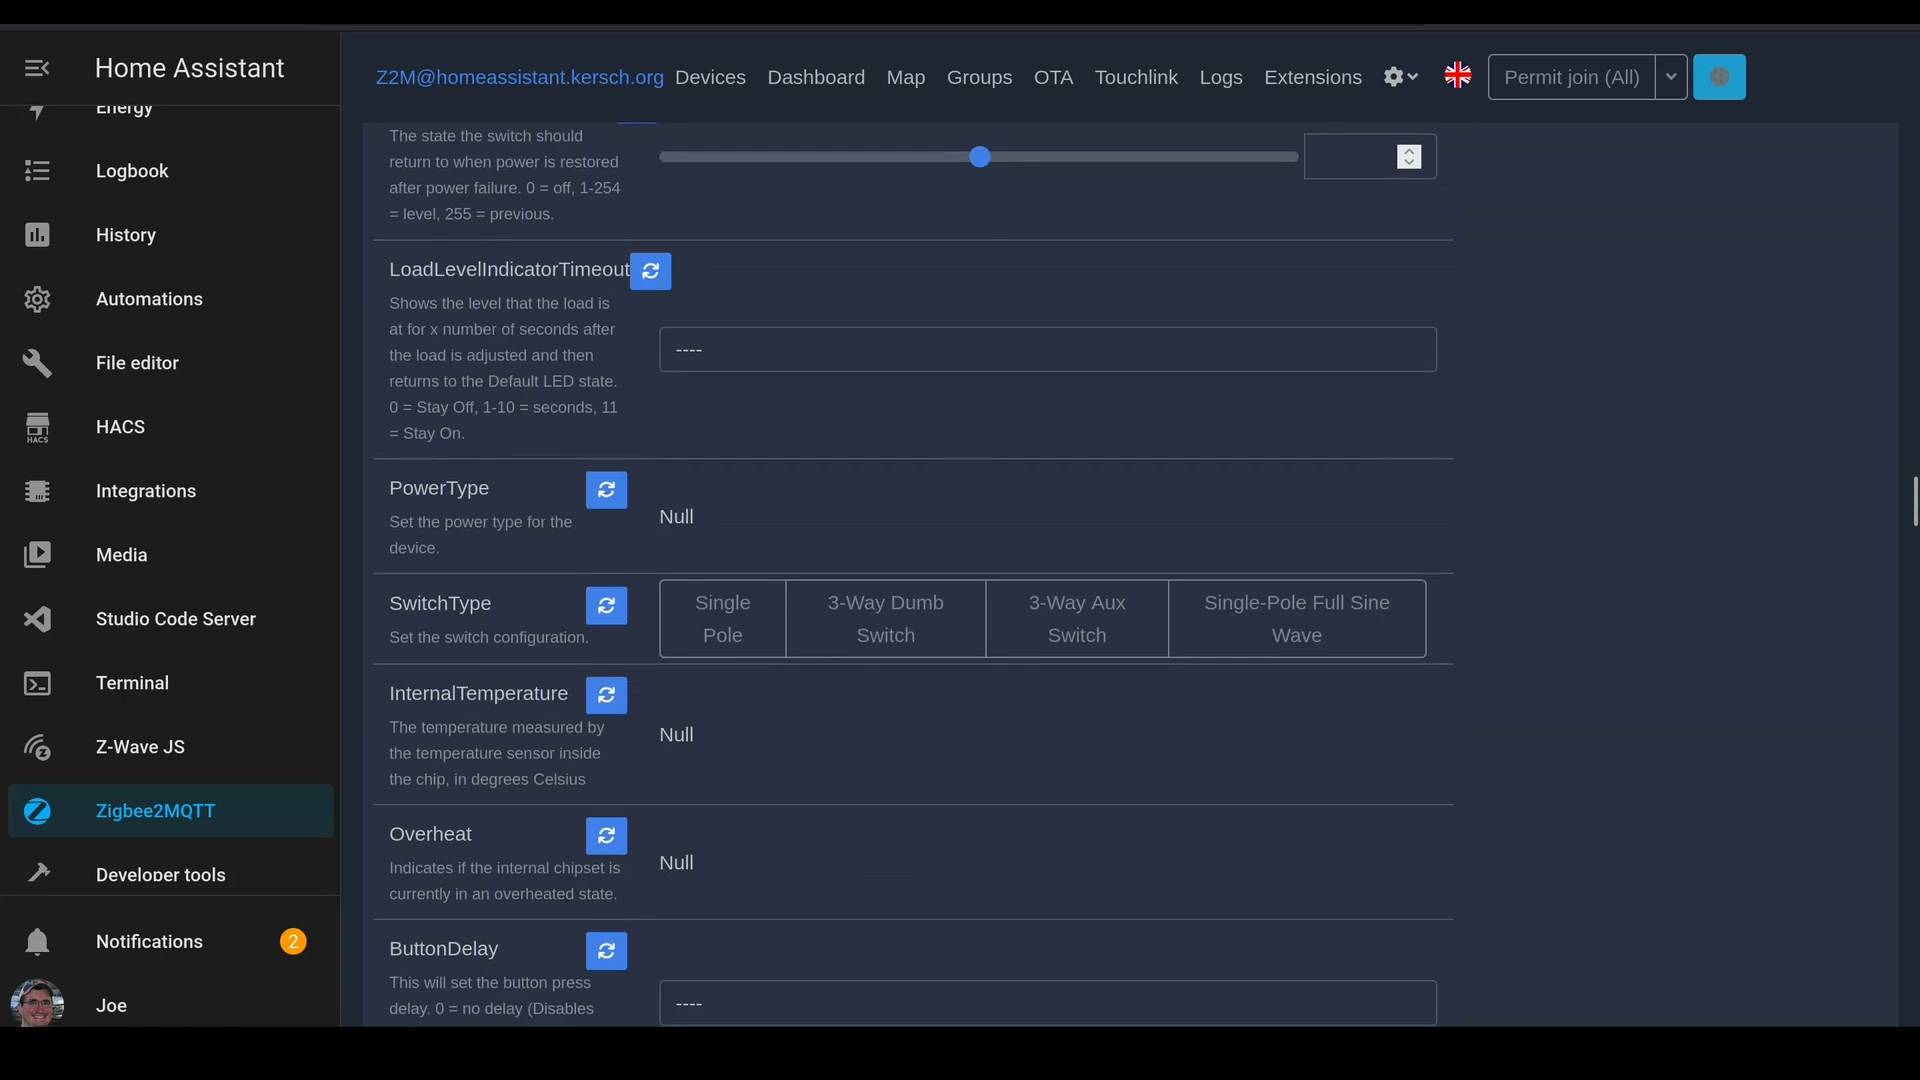 Home Assistant
Energy
Logbook
History
Automations
File editor
HACS
HACS
Integrations
Media
Studio Code Server
Terminal
Z-Wave JS
Zigbee2MQTT
Developer tools
Notifications
2
Joe
Z2M@homeassistant.kersch.org Devices Dashboard Map Groups OTA Touchlink Logs Extensions Permit join (All)
The state the switch should
return to when power is restored
after power failure. 0 = off, 1-254
= level, 255 = previous.
LoadLevelIndicatorTimeout
Shows the level that the load is
at for x number of seconds after
the load is adjusted and then
returns to the Default LED state.
0 = Stay Off, 1-10 = seconds, 11
= Stay On.
----
PowerType
Set the power type for the
device.
Null
SwitchType
Set the switch configuration.
Single
Pole
3-Way Dumb
Switch
3-Way Aux
Switch
Single-Pole Full Sine
Wave
InternalTemperature
The temperature measured by
the temperature sensor inside
the chip, in degrees Celsius
Null
Overheat
Indicates if the internal chipset is
currently in an overheated state.
Null
ButtonDelay
This will set the button press
delay. 0 = no delay (Disables
----